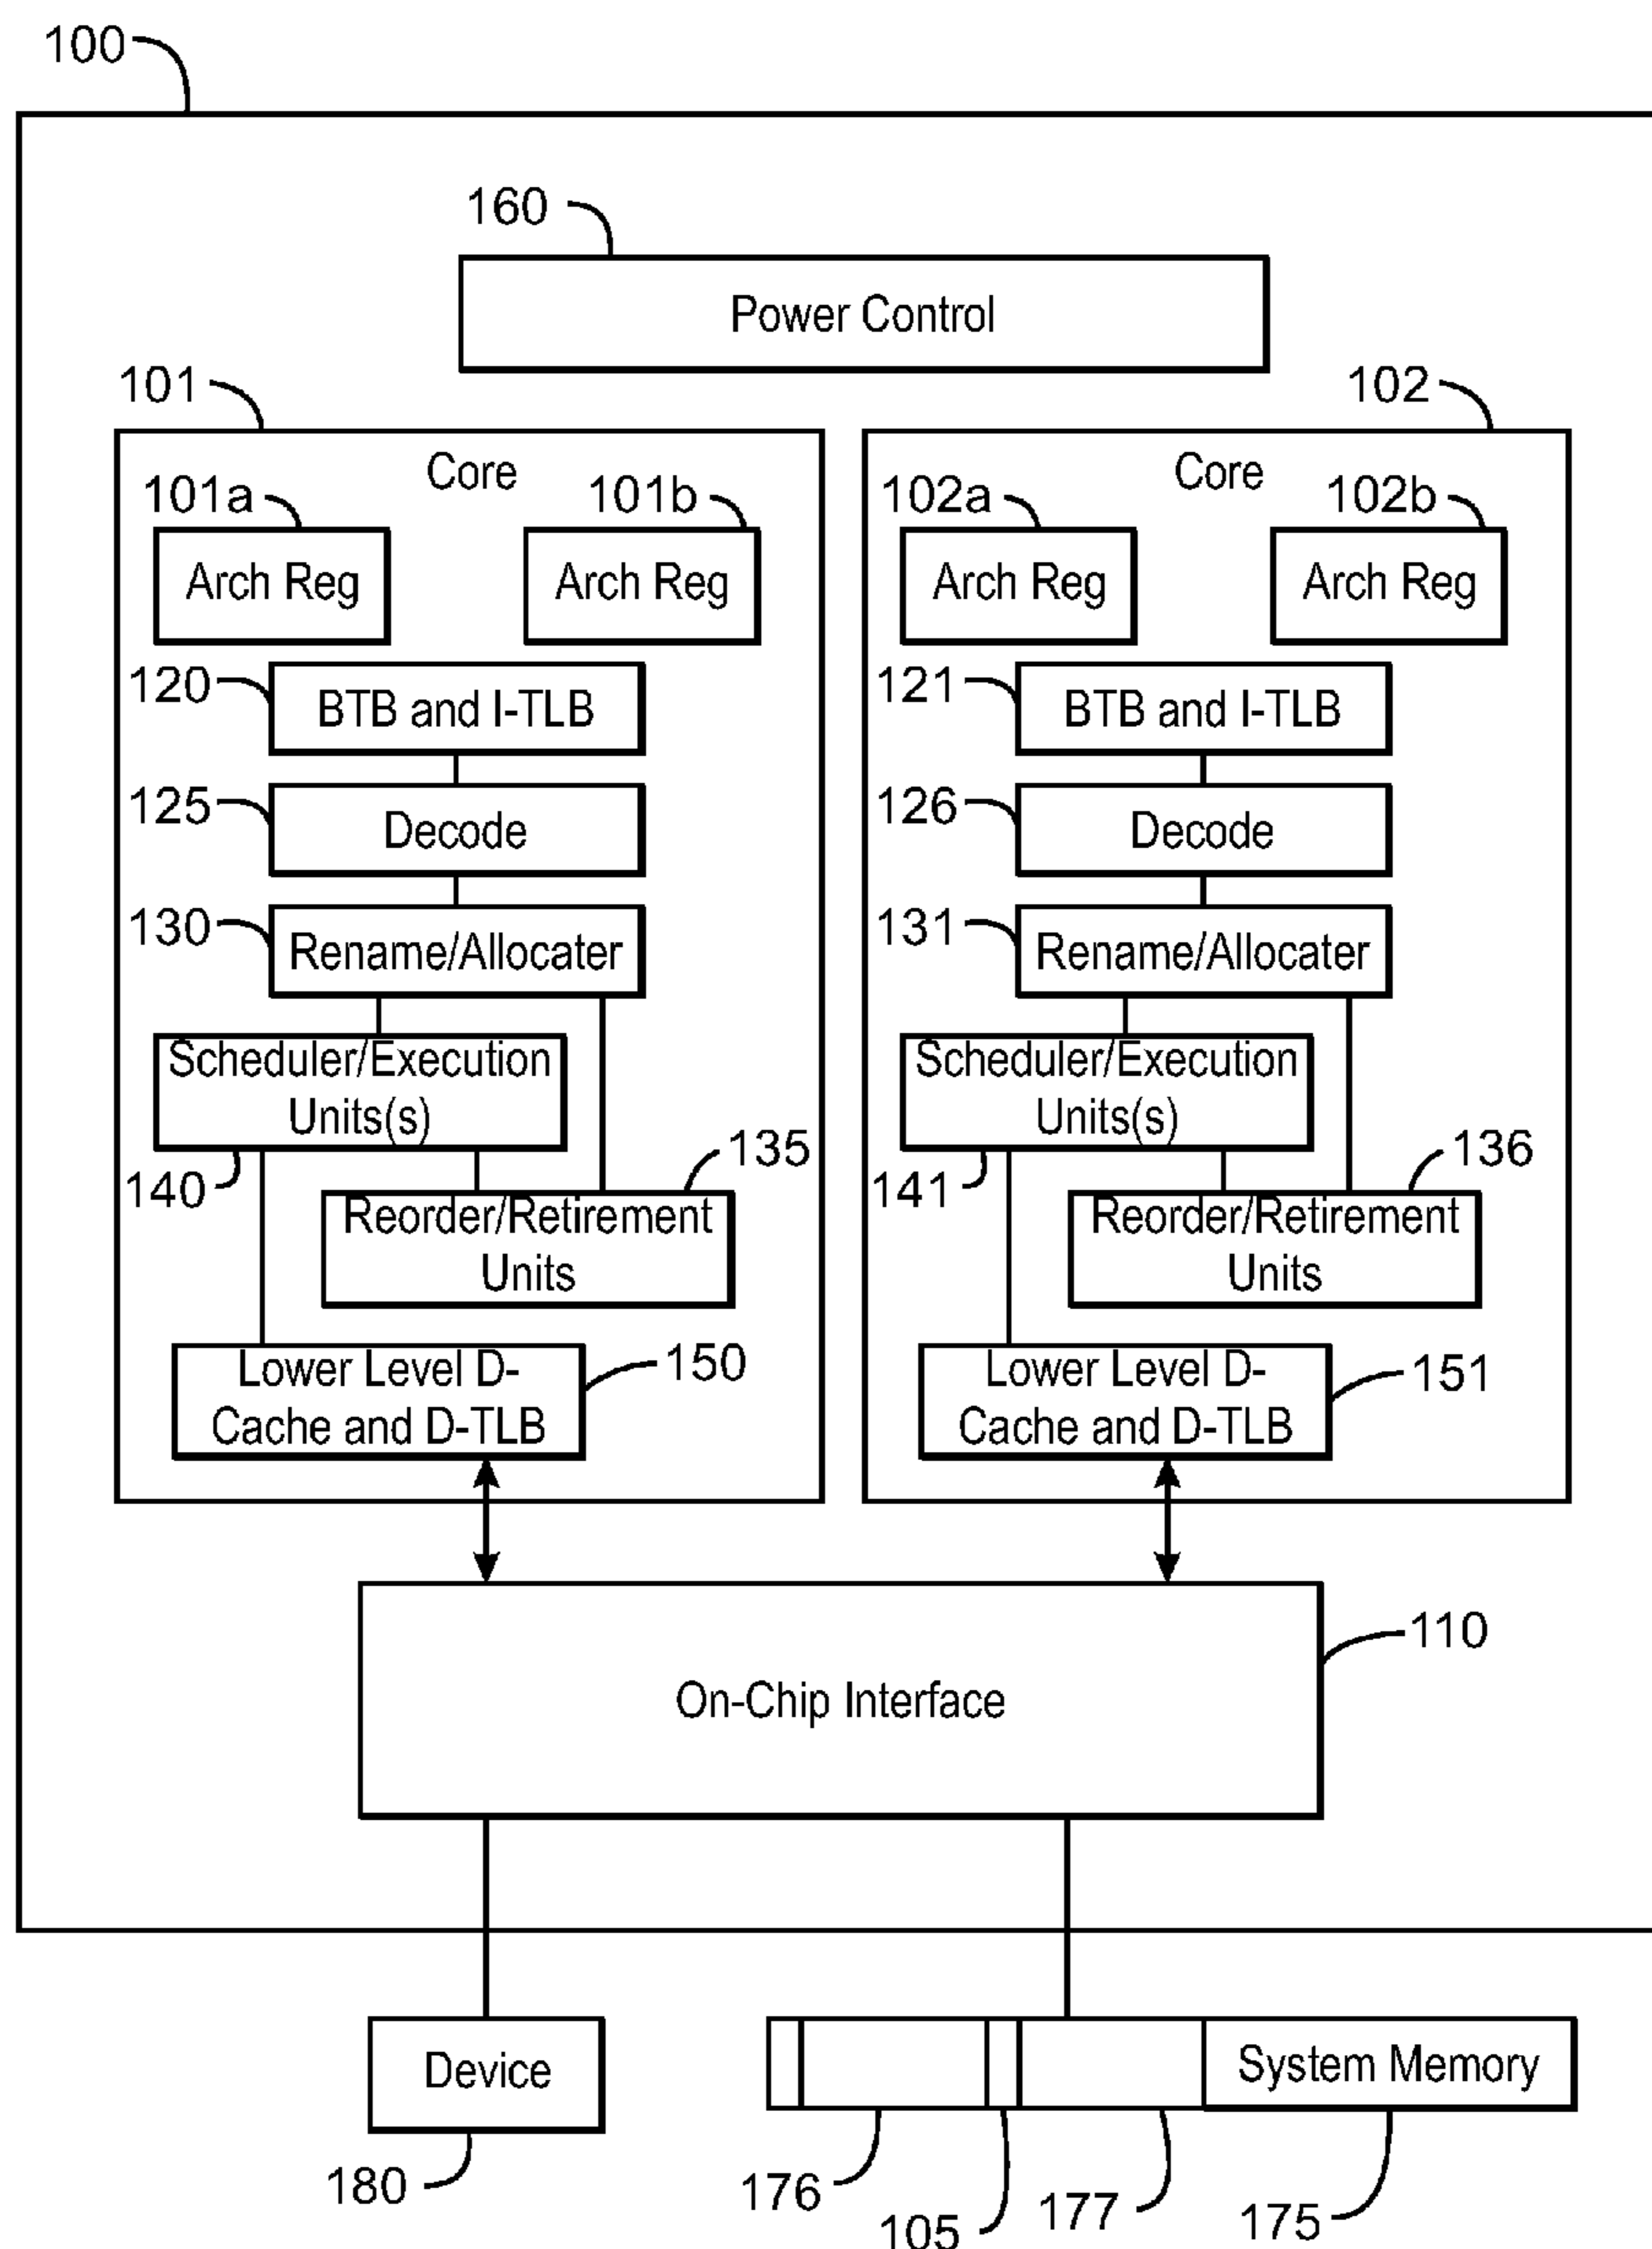 100
160
Power Control
101
102
Core
Core
101a
101b
102a
102b
Arch Reg
Arch Reg
Arch Reg
Arch Reg
120
BTB and I-TLB
121
BTB and I-TLB
125
Decode
126
Decode
130
Rename/Allocater
131
Rename/Allocater
Scheduler/Execution
Units(s)
Scheduler/Execution
Units(s)
135
136
140
141
Reorder/Retirement
Units
Reorder/Retirement
Units
Lower Level D-
Cache and D-TLB
150
Lower Level D-
Cache and D-TLB
151
110
On-Chip Interface
Device
System Memory
180
176
105
177
175